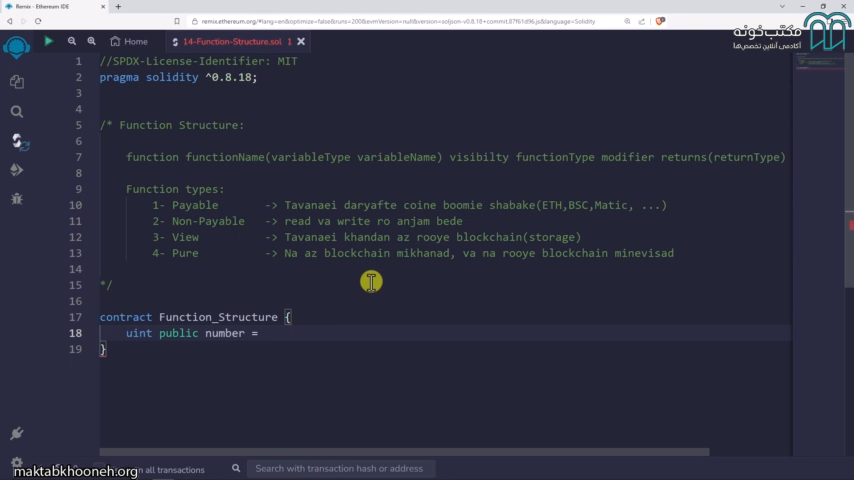 Remix - Ethereum IDE
remix.ethereum.org/#lang=en&optimize=false&runs=200&evmVersion=null&version=soljson-v0.8.18+commit.87f61d96.js&language=Solidity
Home
14-Function-Structure.sol 1
مکتب‌خونه
آکادمی آنلاین تخصص‌ها
1 //SPDX-License-Identifier: MIT
2 pragma solidity ^0.8.18;
3
4
5 /* Function Structure:
6
7 function functionName(variableType variableName) visibilty functionType modifier returns(returnType)
8
9 Function types:
10 1- Payable -> Tavanaei daryafte coine boomie shabake(ETH,BSC,Matic, ...)
11 2- Non-Payable -> read va write ro anjam bede
12 3- View -> Tavanaei khandan az rooye blockchain(storage)
13 4- Pure -> Na az blockchain mikhanad, va na rooye blockchain minevisad
14
15 */
16
17 contract Function_Structure {
18 uint public number =
19 }
all transactions
Search with transaction hash or address
maktabkhooneh.org